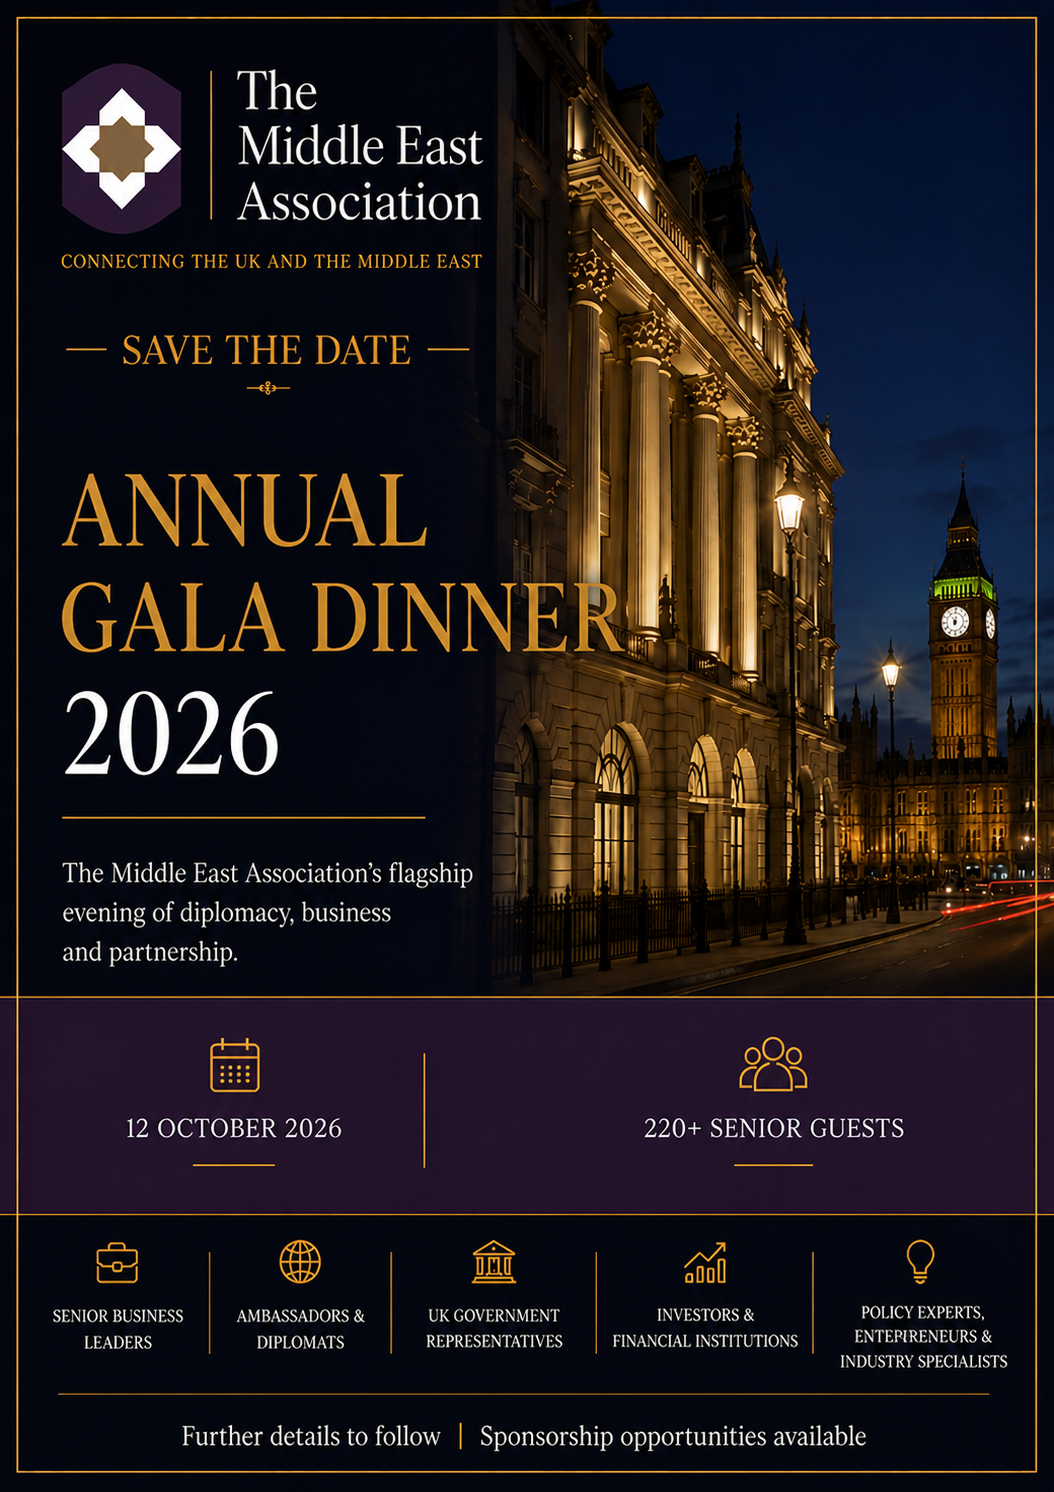 The
Middle East
Association
CONNECTING THE UK AND THE MIDDLE EAST
SAVE THE DATE
ANNUAL
GALA DINNER
2026
The Middle East Association's flagship
evening of diplomacy, business
and partnership.
12 OCTOBER 2026
220+ SENIOR GUESTS
SENIOR BUSINESS
LEADERS
AMBASSADORS &
DIPLOMATS
UK GOVERNMENT
REPRESENTATIVES
INVESTORS &
FINANCIAL INSTITUTIONS
POLICY EXPERTS,
ENTEPRENEURS &
INDUSTRY SPECIALISTS
Further details to follow | Sponsorship opportunities available